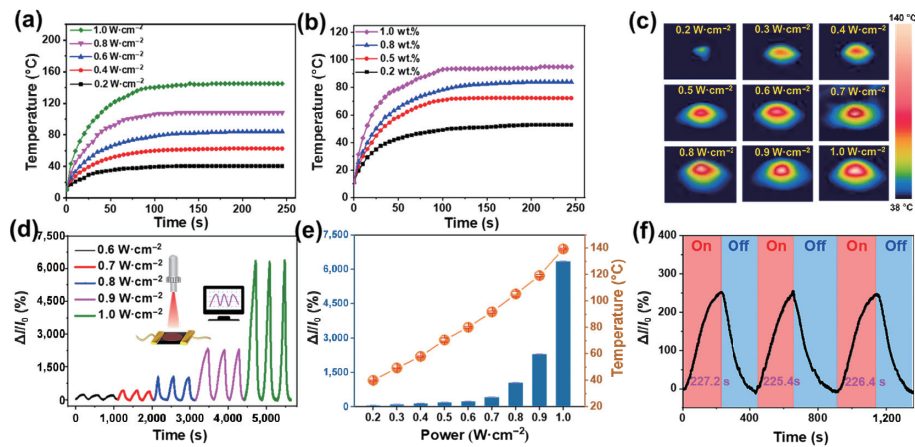 (a)
1.0 W·cm⁻²
0.8 W·cm⁻²
0.6 W·cm⁻²
0.4 W·cm⁻²
0.2 W·cm⁻²
Temperature (°C)
200
160
120
80
40
0
0 50 100 150 200 250
Time (s)
(b)
1.0 wt.%
0.8 wt.%
0.5 wt.%
0.2 wt.%
Temperature (°C)
120
100
80
60
40
20
0
0 50 100 150 200 250
Time (s)
(c)
0.2 W·cm⁻² 0.3 W·cm⁻² 0.4 W·cm⁻²
0.5 W·cm⁻² 0.6 W·cm⁻² 0.7 W·cm⁻²
0.8 W·cm⁻² 0.9 W·cm⁻² 1.0 W·cm⁻²
140 °C
38 °C
(d)
0.6 W·cm⁻²
0.7 W·cm⁻²
0.8 W·cm⁻²
0.9 W·cm⁻²
1.0 W·cm⁻²
ΔI/I₀ (%)
7,500
6,000
4,500
3,000
1,500
0
0 1,000 2,000 3,000 4,000 5,000
Time (s)
(e)
ΔI/I₀ (%)
7,500
6,000
4,500
3,000
1,500
0
0.2 0.3 0.4 0.5 0.6 0.7 0.8 0.9 1.0
Power (W·cm⁻²)
140
120
100
80
60
40
20
Temperature (°C)
(f)
On Off On Off On Off
ΔI/I₀ (%)
400
300
200
100
0
227.2 s 225.4s 226.4 s
0 400 800 1,200
Time (s)